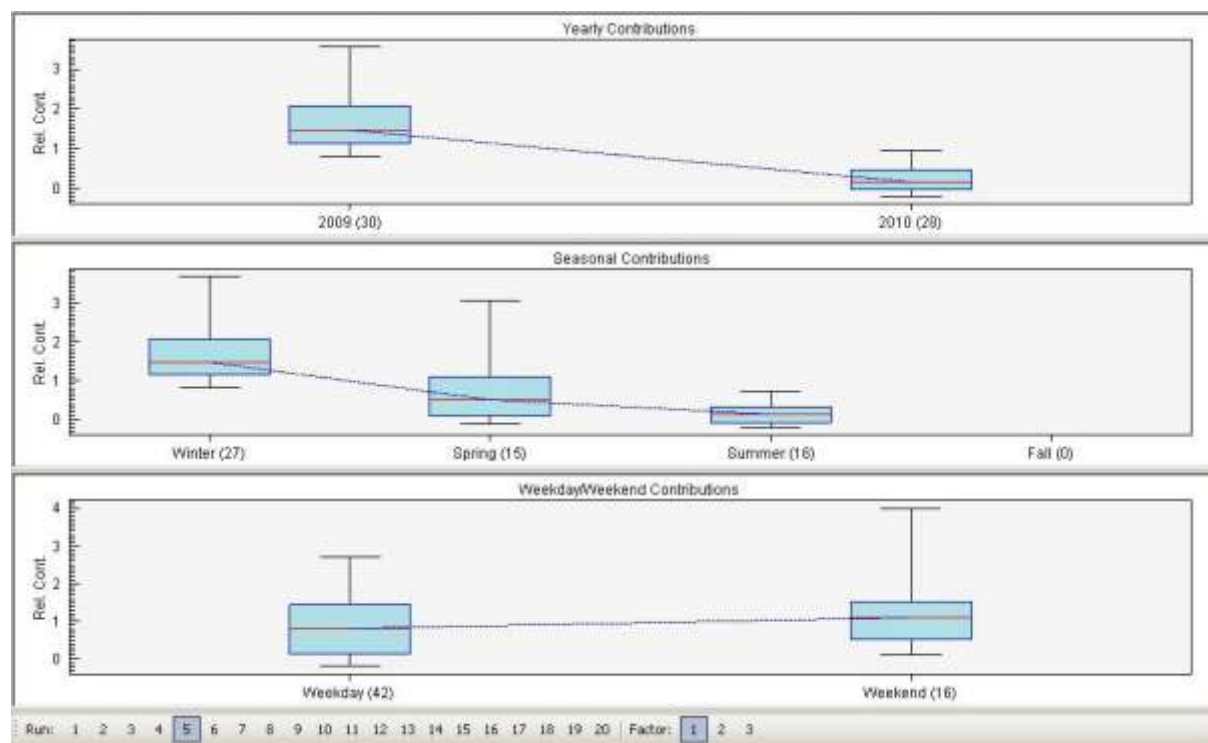 Yearly Contributions
3
2
1
0
Rel. Cont.
2009 (30) 2010 (28)
Seasonal Contributions
3
2
1
0
Rel. Cont.
Winter (27) Spring (15) Summer (16) Fall (0)
Weekday/Weekend Contributions
4
3
2
1
0
Rel. Cont.
Weekday (42) Weekend (16)
Run: 1 2 3 4 5 6 7 8 9 10 11 12 13 14 15 16 17 18 19 20 Factor: 1 2 3